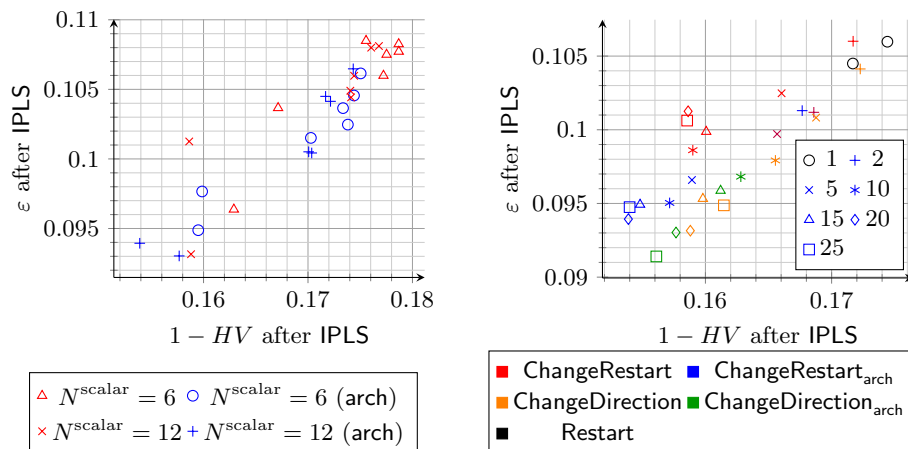 0.11
0.105
0.1
0.095
ε after IPLS
0.16 0.17 0.18
1 − HV after IPLS
N^scalar = 6 N^scalar = 6 (arch)
N^scalar = 12 N^scalar = 12 (arch)
0.105
0.1
0.095
0.09
ε after IPLS
1 2
5 10
15 20
25
0.16 0.17
1 − HV after IPLS
ChangeRestart ChangeRestart_arch
ChangeDirection ChangeDirection_arch
Restart